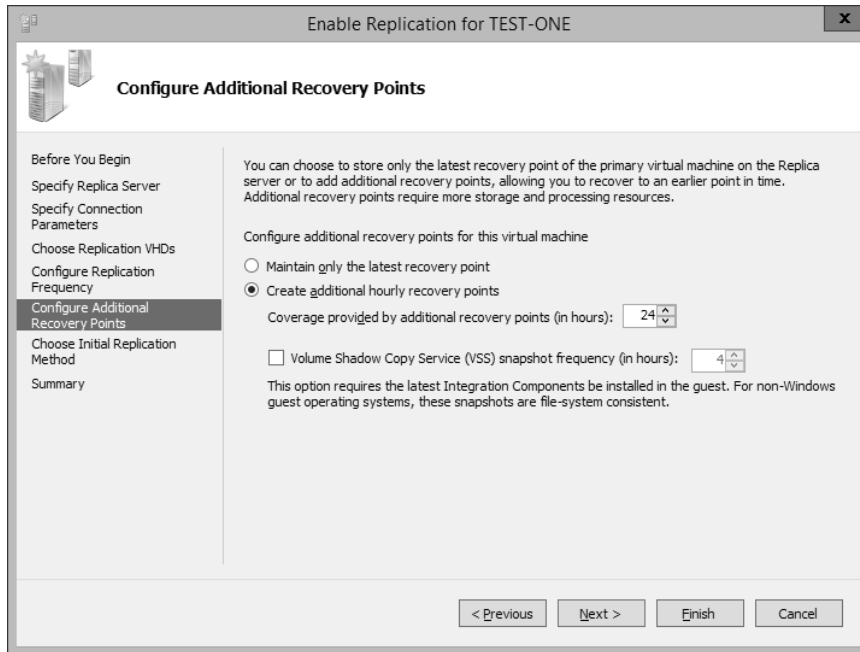 Enable Replication for TEST-ONE
x
Configure Additional Recovery Points
Before You Begin
Specify Replica Server
Specify Connection
Parameters
Choose Replication VHDs
Configure Replication
Frequency
Configure Additional
Recovery Points
Choose Initial Replication
Method
Summary
You can choose to store only the latest recovery point of the primary virtual machine on the Replica
server or to add additional recovery points, allowing you to recover to an earlier point in time.
Additional recovery points require more storage and processing resources.
Configure additional recovery points for this virtual machine
Maintain only the latest recovery point
Create additional hourly recovery points
Coverage provided by additional recovery points (in hours): 24
Volume Shadow Copy Service (VSS) snapshot frequency (in hours): 4
This option requires the latest Integration Components be installed in the guest. For non-Windows
guest operating systems, these snapshots are file-system consistent.
< Previous Next > Finish Cancel